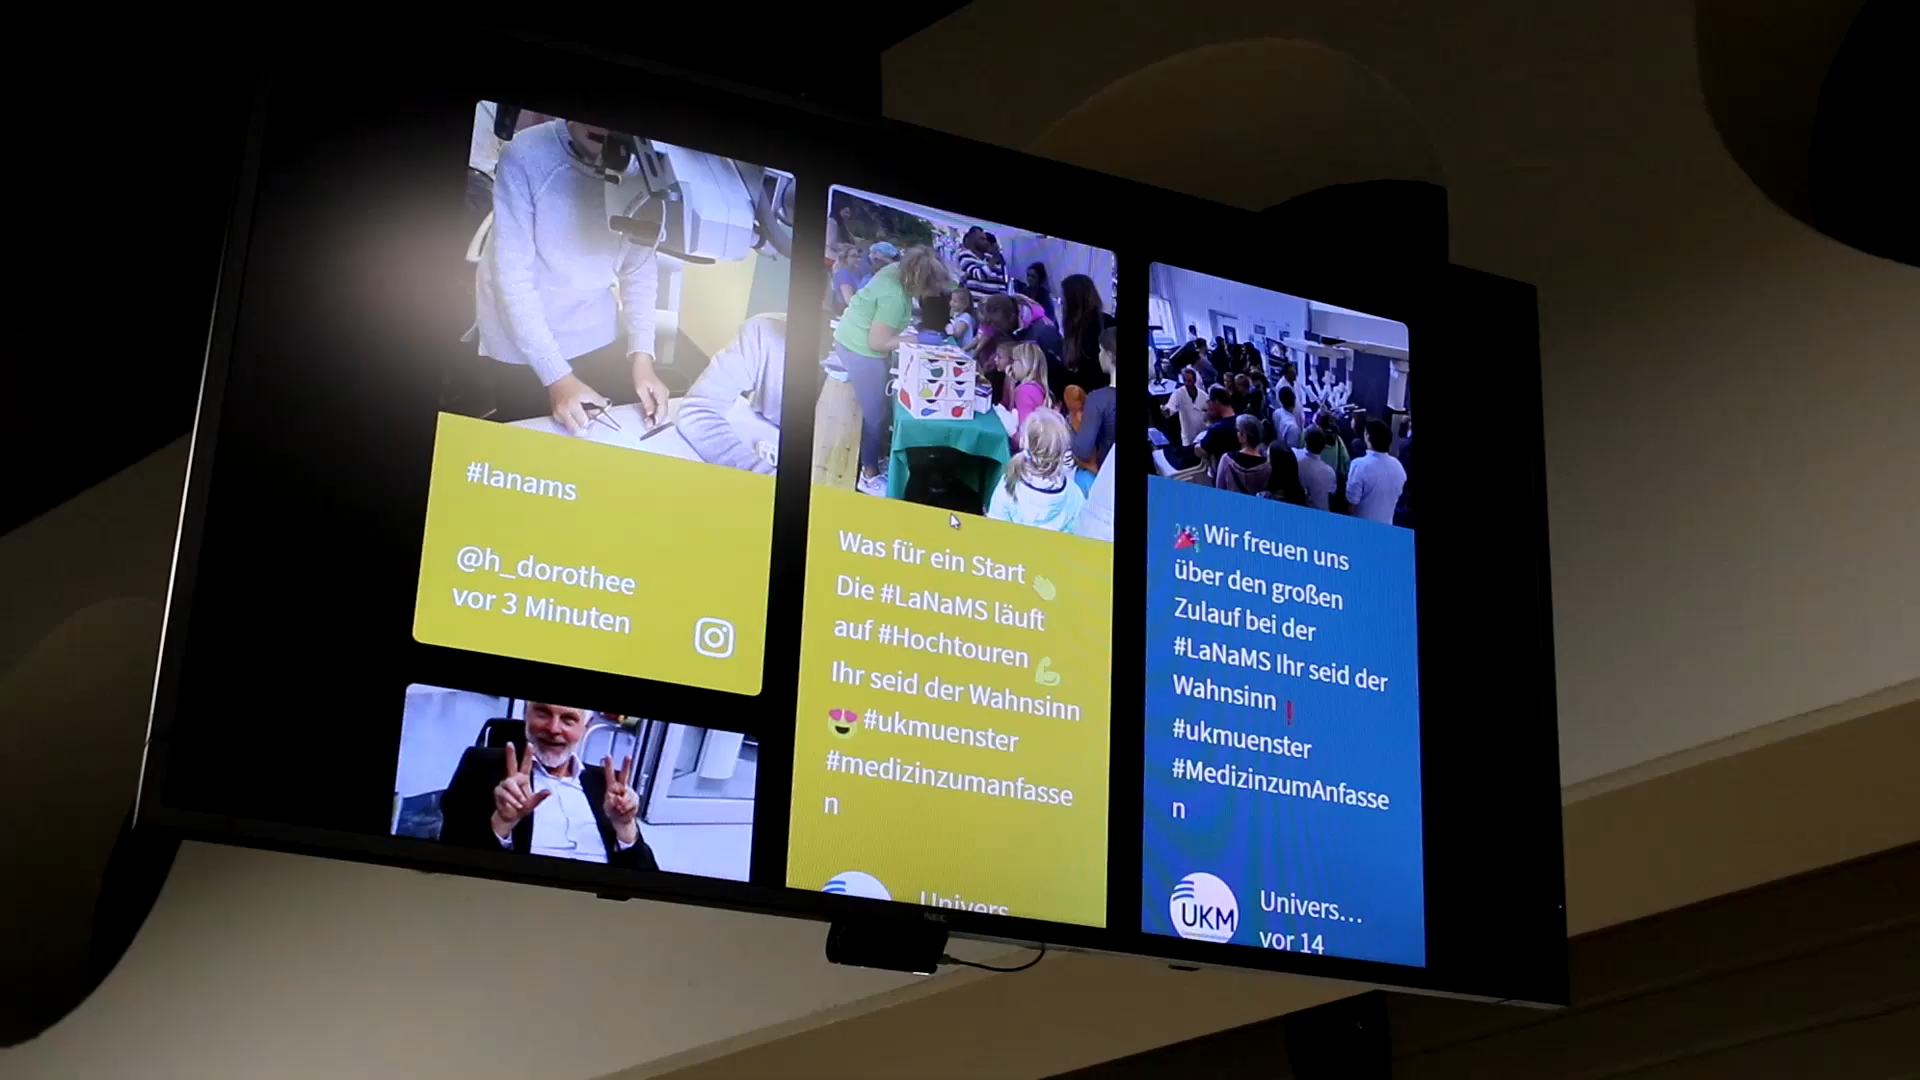 #lanams
@h_dorothee
vor 3 Minuten
Was für ein Start 👏
Die #LaNaMS läuft
auf #Hochtouren 💪
Ihr seid der Wahnsinn
😍 #ukmuenster
#medizinzumanfasse
n
Univers
🎉 Wir freuen uns
über den großen
Zulauf bei der
#LaNaMS Ihr seid der
Wahnsinn❗
#ukmuenster
#MedizinzumAnfasse
n
UKM
Univers...
vor 14
NEC